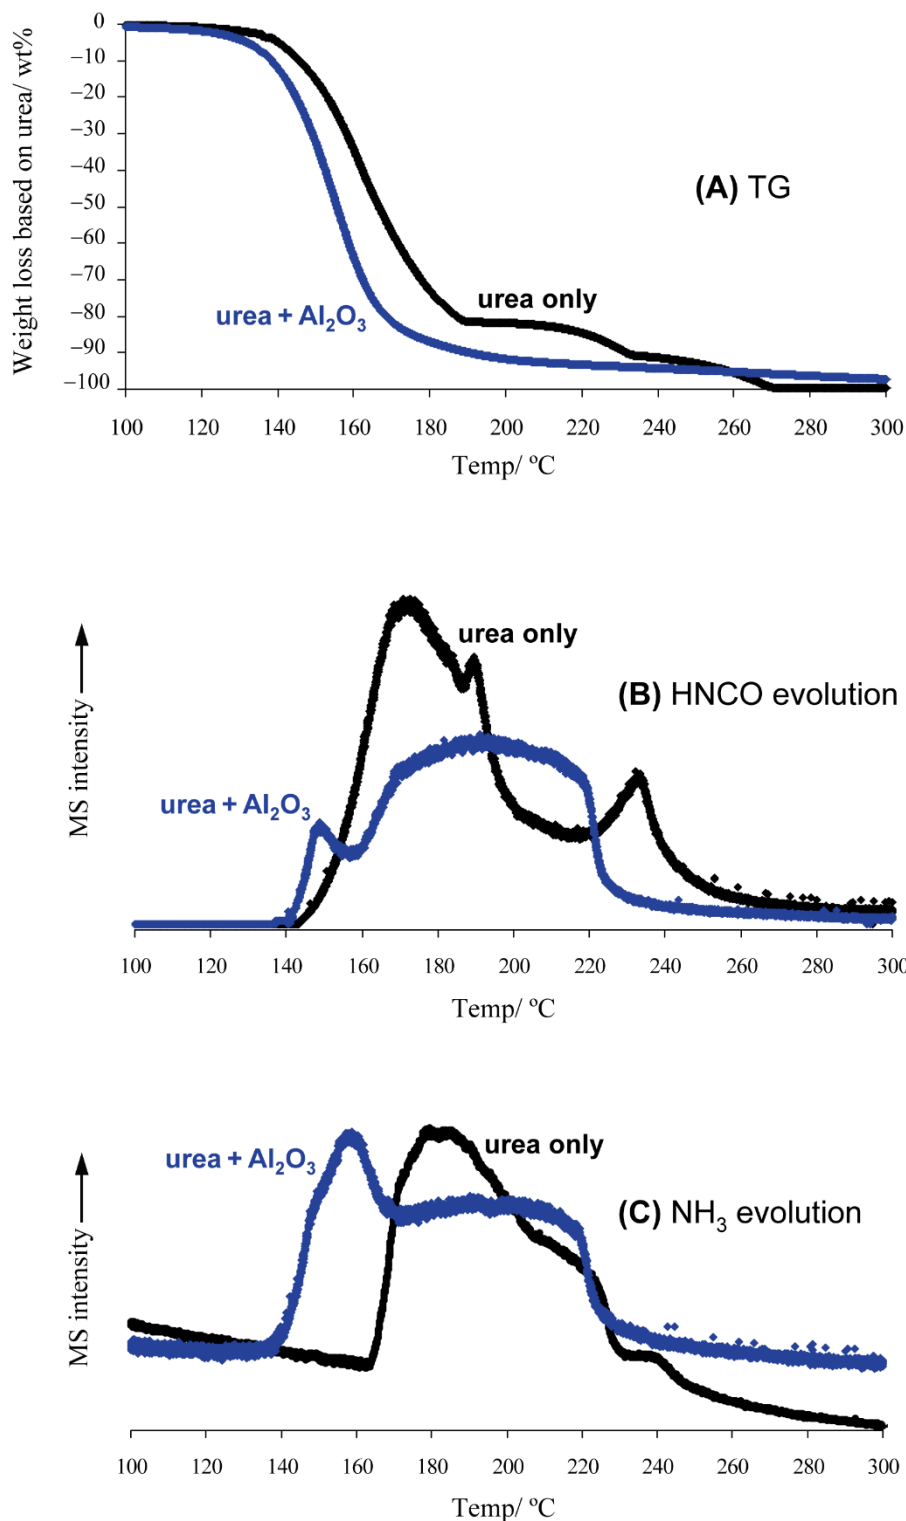 Weight loss based on urea/ wt%
0
–10
–20
–30
–40
–50
–60
–70
–80
–90
–100
(A) TG
urea only
urea + Al₂O₃
100 120 140 160 180 200 220 240 260 280 300
Temp/ ºC
MS intensity
urea only
(B) HNCO evolution
urea + Al₂O₃
100 120 140 160 180 200 220 240 260 280 300
Temp/ ºC
MS intensity
urea + Al₂O₃
urea only
(C) NH₃ evolution
100 120 140 160 180 200 220 240 260 280 300
Temp/ ºC